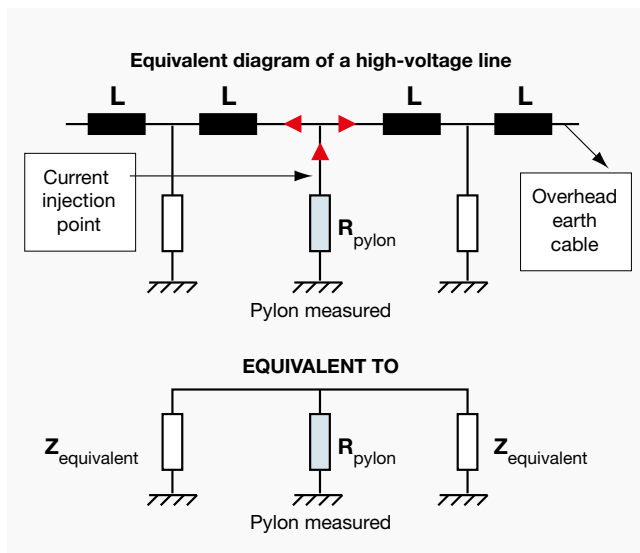 Equivalent diagram of a high-voltage line
L L L L
Current
injection
point
Overhead
earth
cable
R pylon
Pylon measured
EQUIVALENT TO
Z equivalent R pylon Z equivalent
Pylon measured